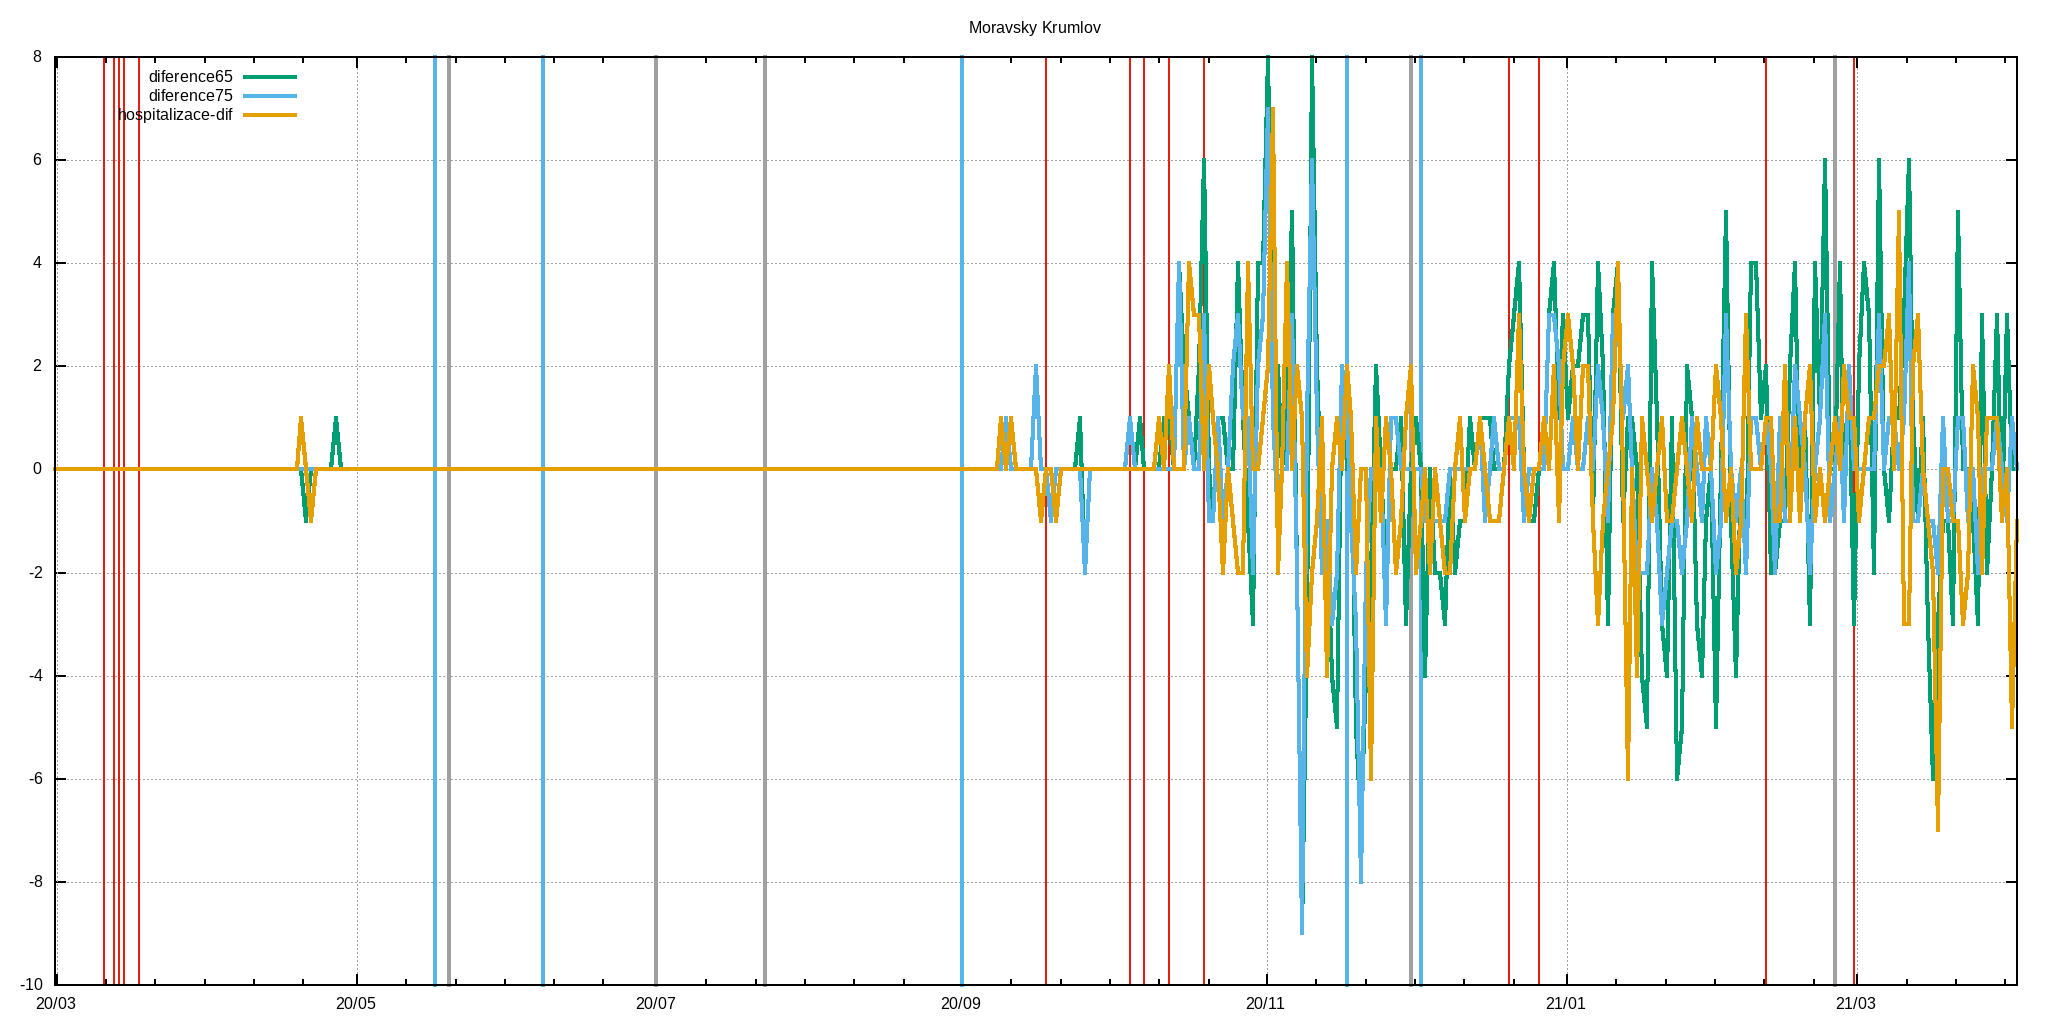 Moravsky Krumlov
diference65
diference75
hospitalizace-dif
8
6
4
2
0
-2
-4
-6
-8
-10
20/03 20/05 20/07 20/09 20/11 21/01 21/03